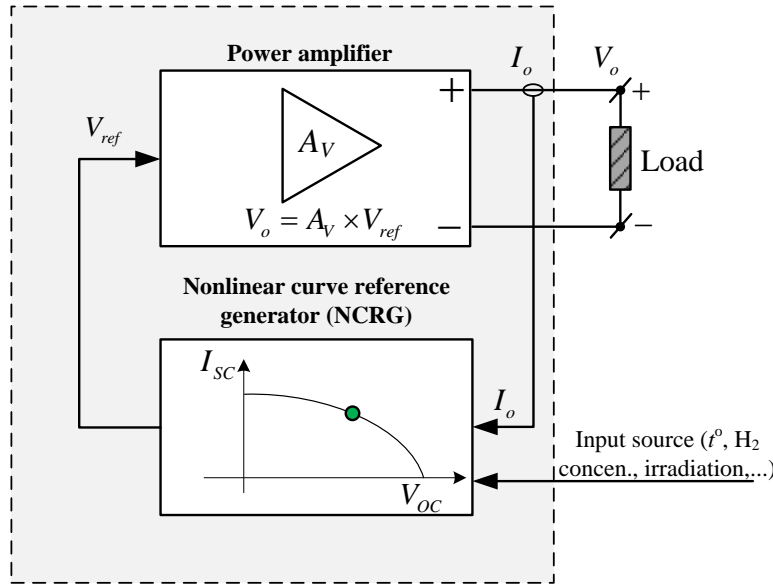 Power amplifier
I_o
V_o
+
+
V_ref
A_V
Load
V_o = A_V × V_ref
−
−
Nonlinear curve reference
generator (NCRG)
I_SC
I_o
Input source (t°, H₂
concen., irradiation,...)
V_OC